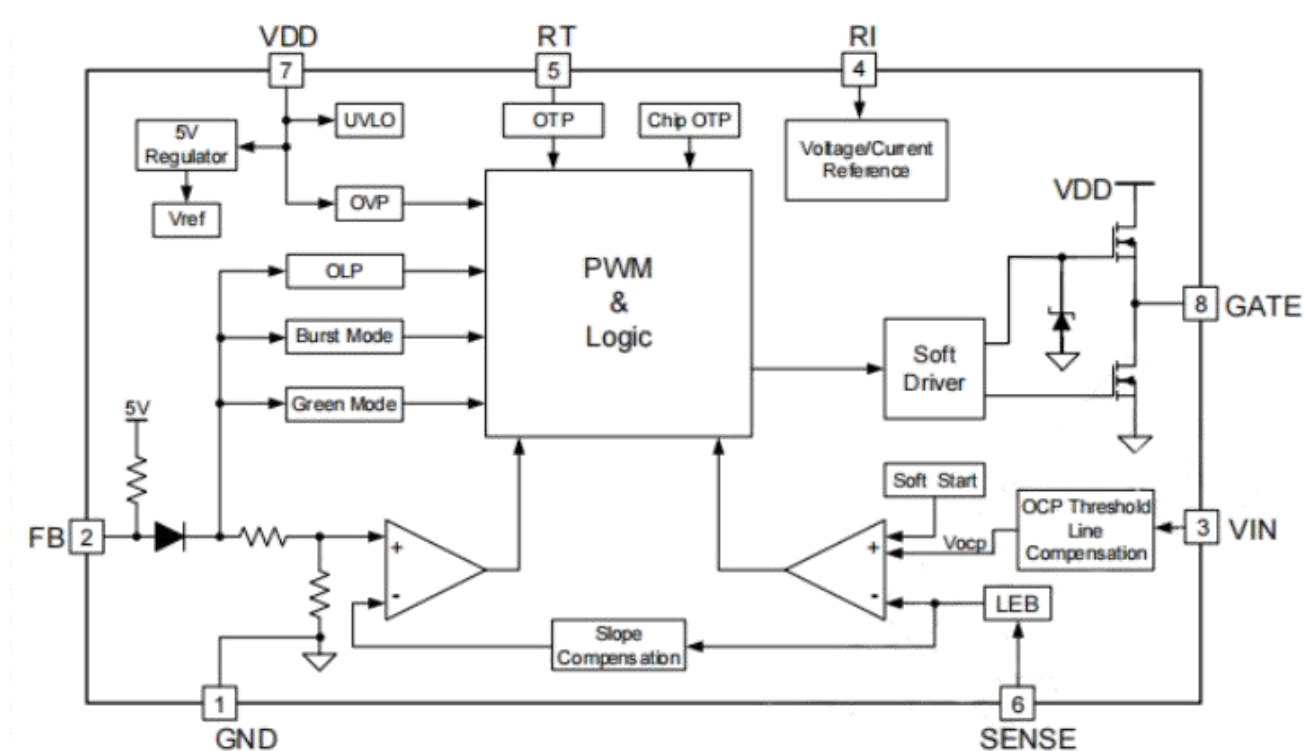 VDD
RT
RI
7
5
4
UVLO
OTP
Chip OTP
5V
Regulator
Voltage/Current
Reference
VDD
Vref
OVP
OLP
PWM
&
Logic
Burst Mode
8
GATE
Soft
Driver
Green Mode
5V
Soft Start
OCP Threshold
Line
Compensation
FB
2
+
+
Vocp
3
VIN
-
-
LEB
Slope
Compensation
1
6
GND
SENSE